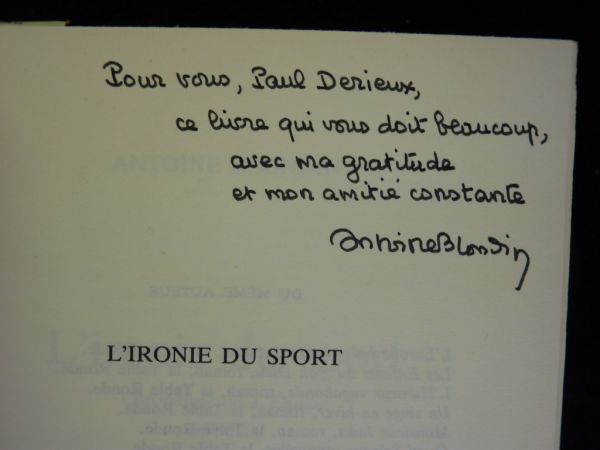 Pour vous, Paul Derieux,
ce livre qui vous doit beaucoup,
avec ma gratitude
et mon amitié constante
Antoine Blondin
L'IRONIE DU SPORT
DU MÊME AUTEUR